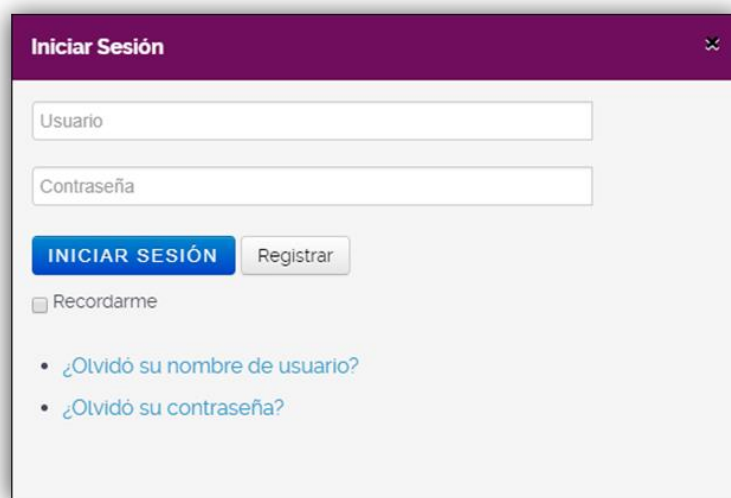 Iniciar Sesión
Usuario
Contraseña
INICIAR SESIÓN Registrar
Recordarme
¿Olvidó su nombre de usuario?
¿Olvidó su contraseña?